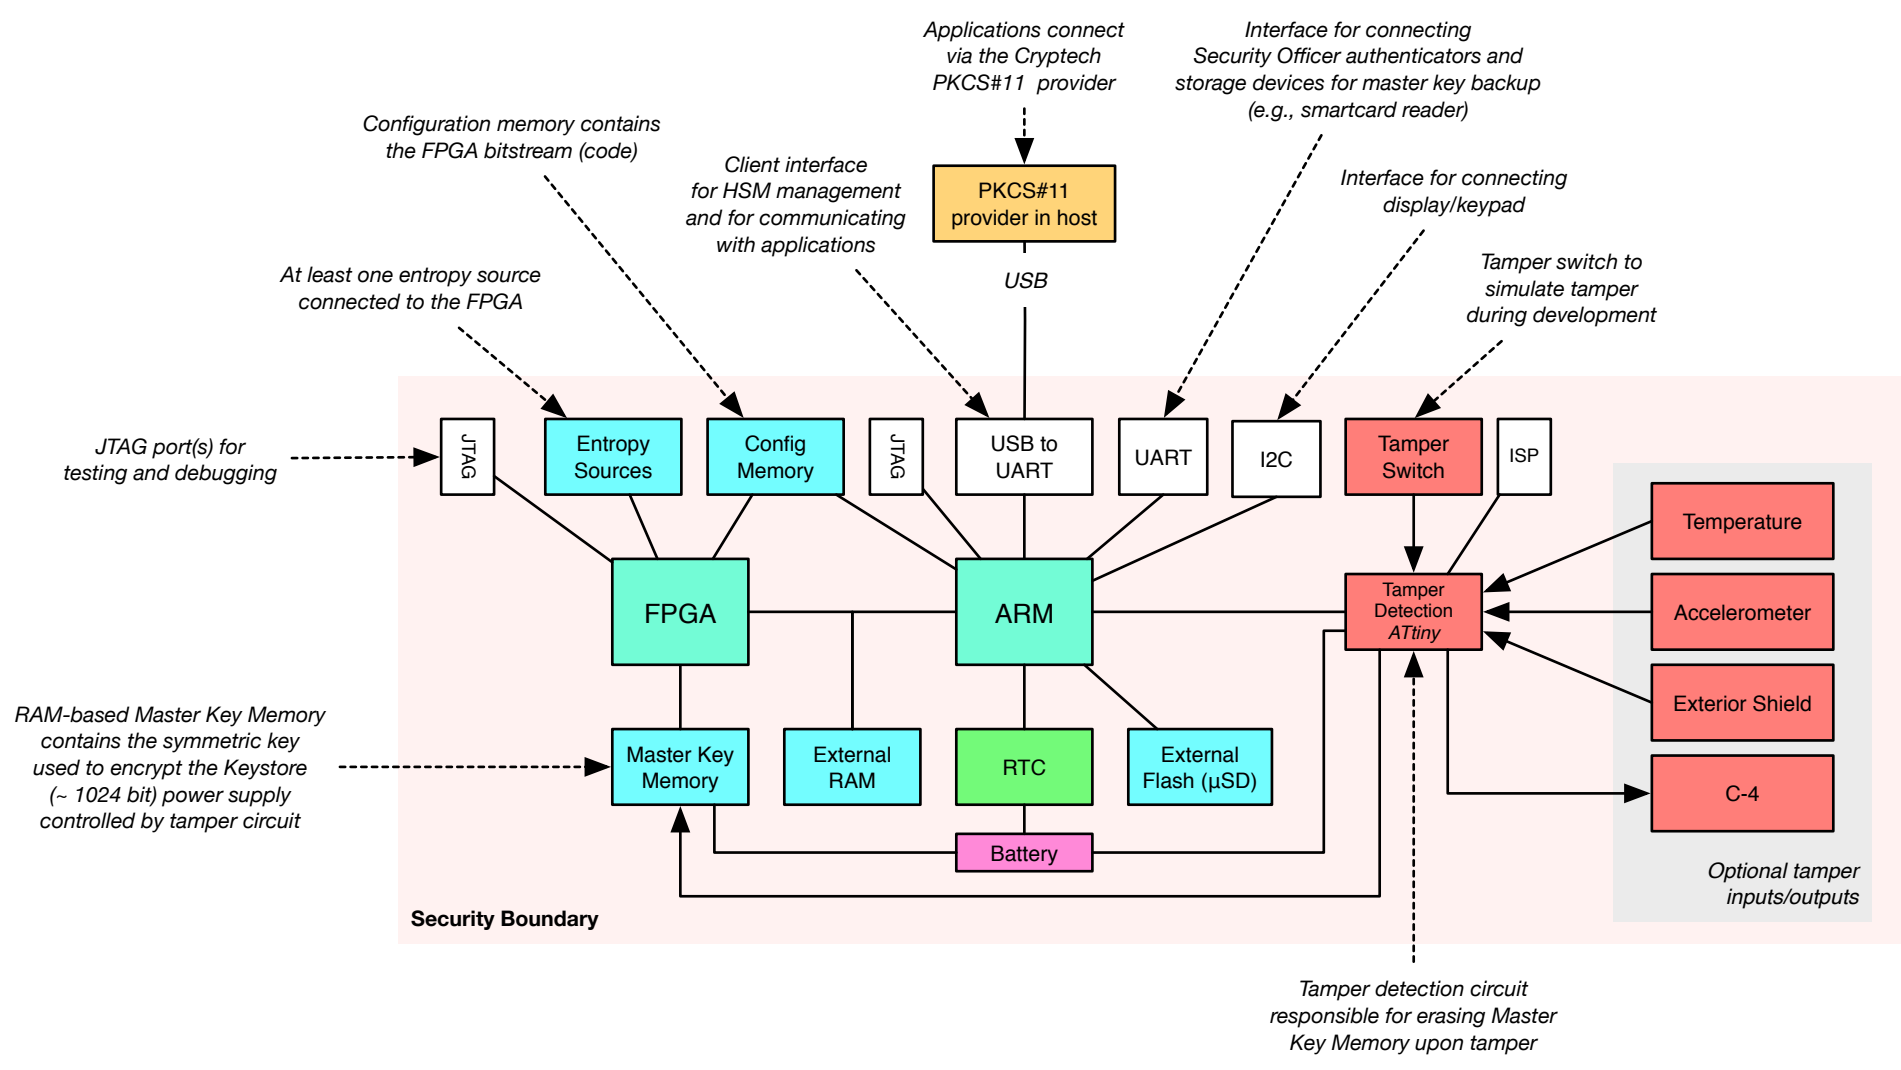 Applications connect
via the Cryptech
PKCS#11  provider
Interface for connecting
Security Officer authenticators and
storage devices for master key backup
(e.g., smartcard reader)
Configuration memory contains
the FPGA bitstream (code)
Client interface
for HSM management
and for communicating
with applications
PKCS#11
provider in host
Interface for connecting
display/keypad
At least one entropy source
connected to the FPGA
USB
Tamper switch to
simulate tamper
during development
JTAG port(s) for
testing and debugging
JTAG
Entropy
Sources
Config
Memory
JTAG
USB to
UART
UART
I2C
Tamper
Switch
ISP
Temperature
FPGA
ARM
Tamper
Detection
ATtiny
Accelerometer
Exterior Shield
RAM-based Master Key Memory
contains the symmetric key
used to encrypt the Keystore
(~ 1024 bit) power supply
controlled by tamper circuit
Master Key
Memory
External
RAM
RTC
External
Flash (µSD)
C-4
Battery
Optional tamper
inputs/outputs
Security Boundary
Tamper detection circuit
responsible for erasing Master
Key Memory upon tamper